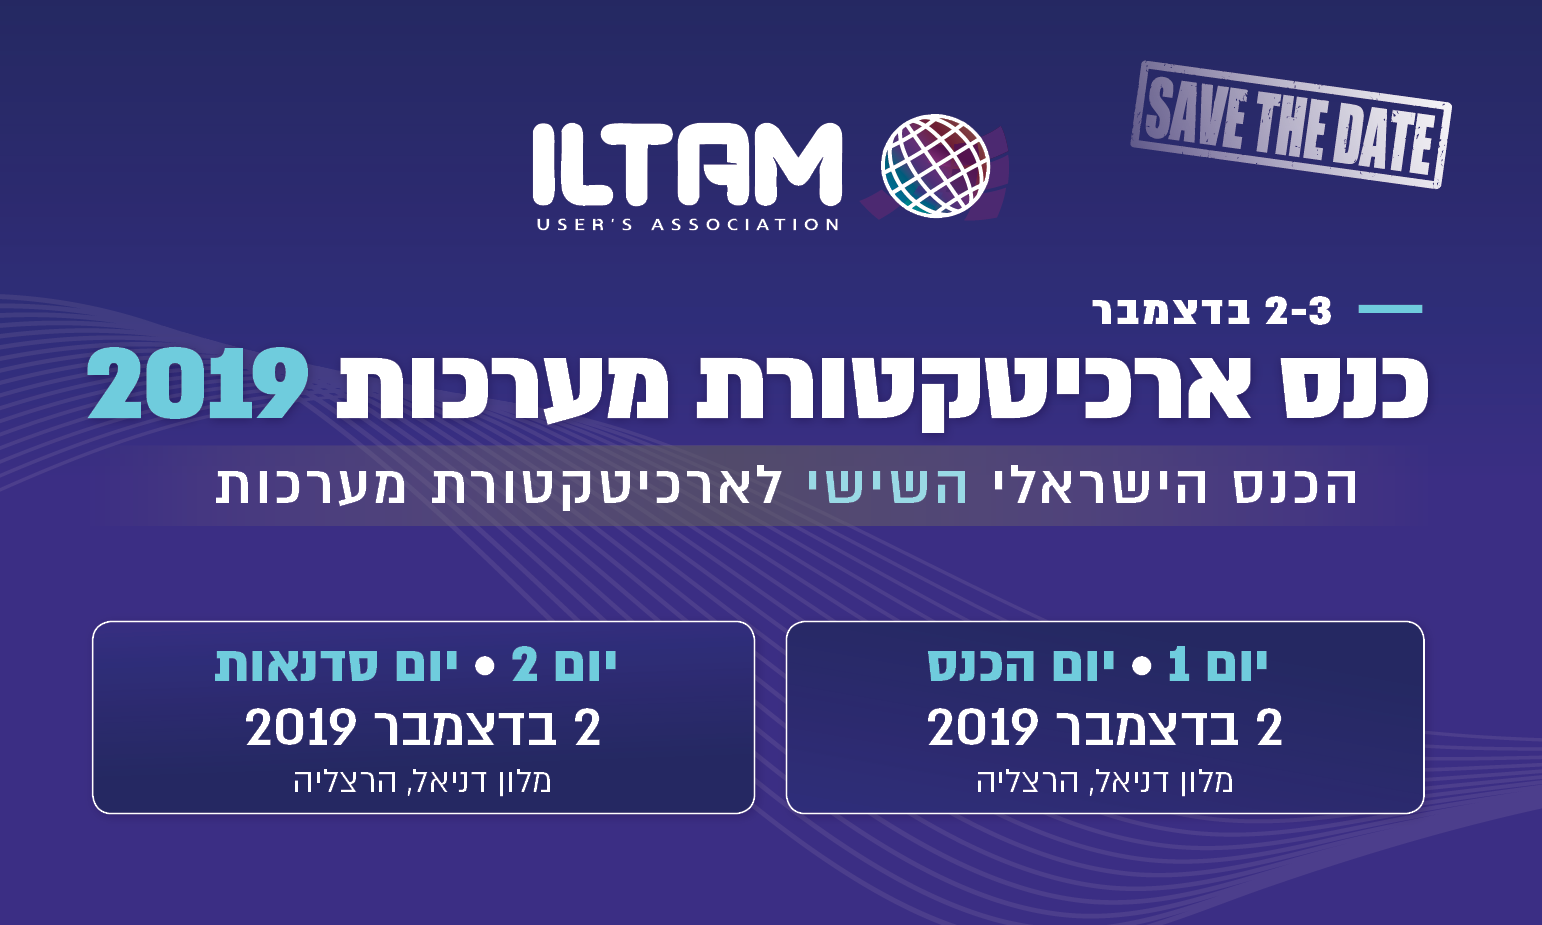 SAVE THE DATE
ILTAM
USER'S ASSOCIATION
2-3 בדצמבר
כנס ארכיטקטורת מערכות 2019
הכנס הישראלי השישי לארכיטקטורת מערכות
יום 1 • יום הכנס
2 בדצמבר 2019
מלון דניאל, הרצליה
יום 2 • יום סדנאות
2 בדצמבר 2019
מלון דניאל, הרצליה